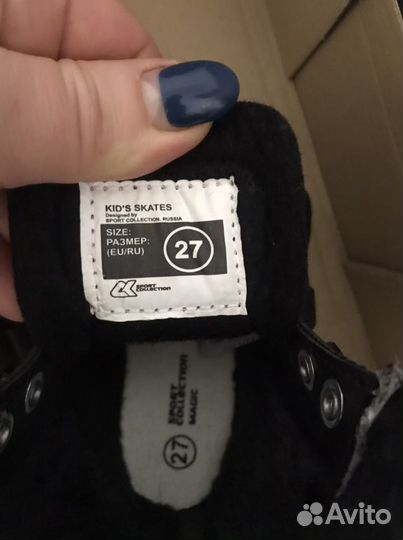 KID'S SKATES
Designed by
SPORT COLLECTION. RUSSIA
SIZE:
РАЗМЕР:
(EU/RU)
27
SPORT
COLLECTION
27
SPORT
COLLECTION
MAGIC
Avito